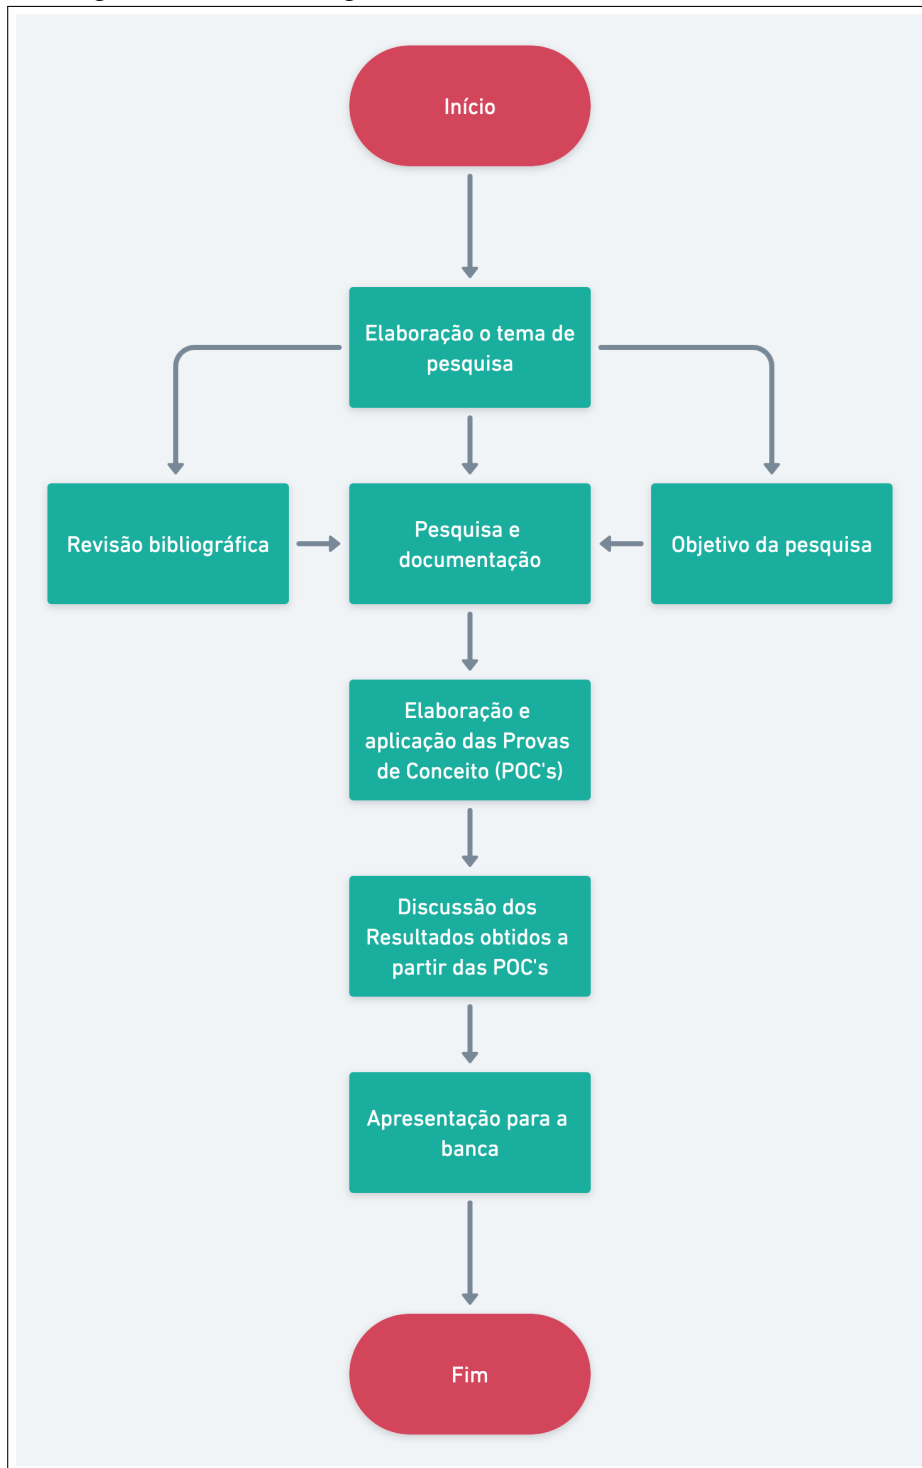 Início
Elaboração o tema de
pesquisa
Revisão bibliográfica
Pesquisa e
documentação
Objetivo da pesquisa
Elaboração e
aplicação das Provas
de Conceito (POC's)
Discussão dos
Resultados obtidos a
partir das POC's
Apresentação para a
banca
Fim